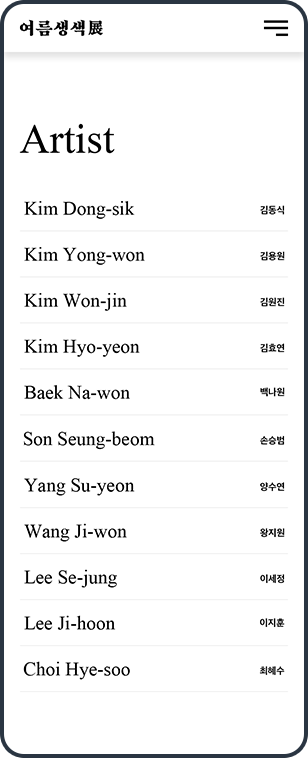 여름생색展
Artist
Kim Dong-sik 김동식
Kim Yong-won 김용원
Kim Won-jin 김원진
Kim Hyo-yeon 김효연
Baek Na-won 백나원
Son Seung-beom 손승범
Yang Su-yeon 양수연
Wang Ji-won 왕지원
Lee Se-jung 이세정
Lee Ji-hoon 이지훈
Choi Hye-soo 최혜수